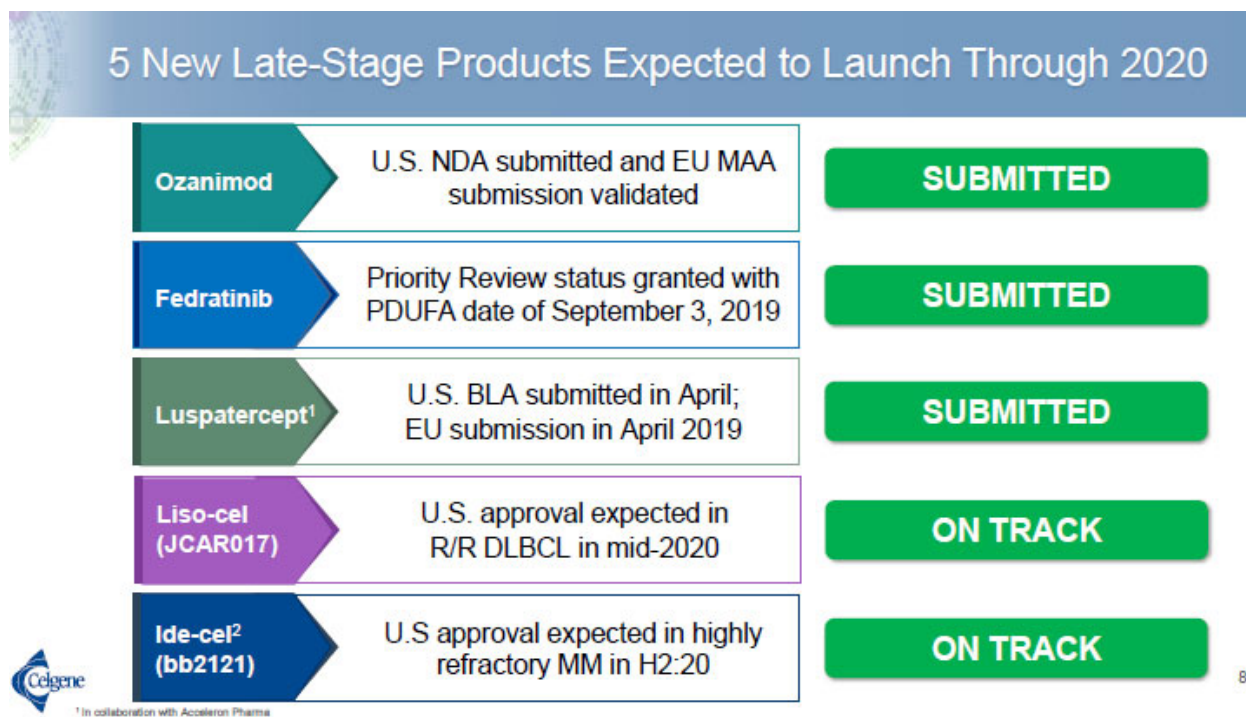 5 New Late-Stage Products Expected to Launch Through 2020
Ozanimod
U.S. NDA submitted and EU MAA
submission validated
SUBMITTED
Fedratinib
Priority Review status granted with
PDUFA date of September 3, 2019
SUBMITTED
Luspatercept¹
U.S. BLA submitted in April;
EU submission in April 2019
SUBMITTED
Liso-cel
(JCAR017)
U.S. approval expected in
R/R DLBCL in mid-2020
ON TRACK
Ide-cel²
(bb2121)
U.S approval expected in highly
refractory MM in H2:20
ON TRACK
Celgene
8
¹ In collaboration with Acceleron Pharma